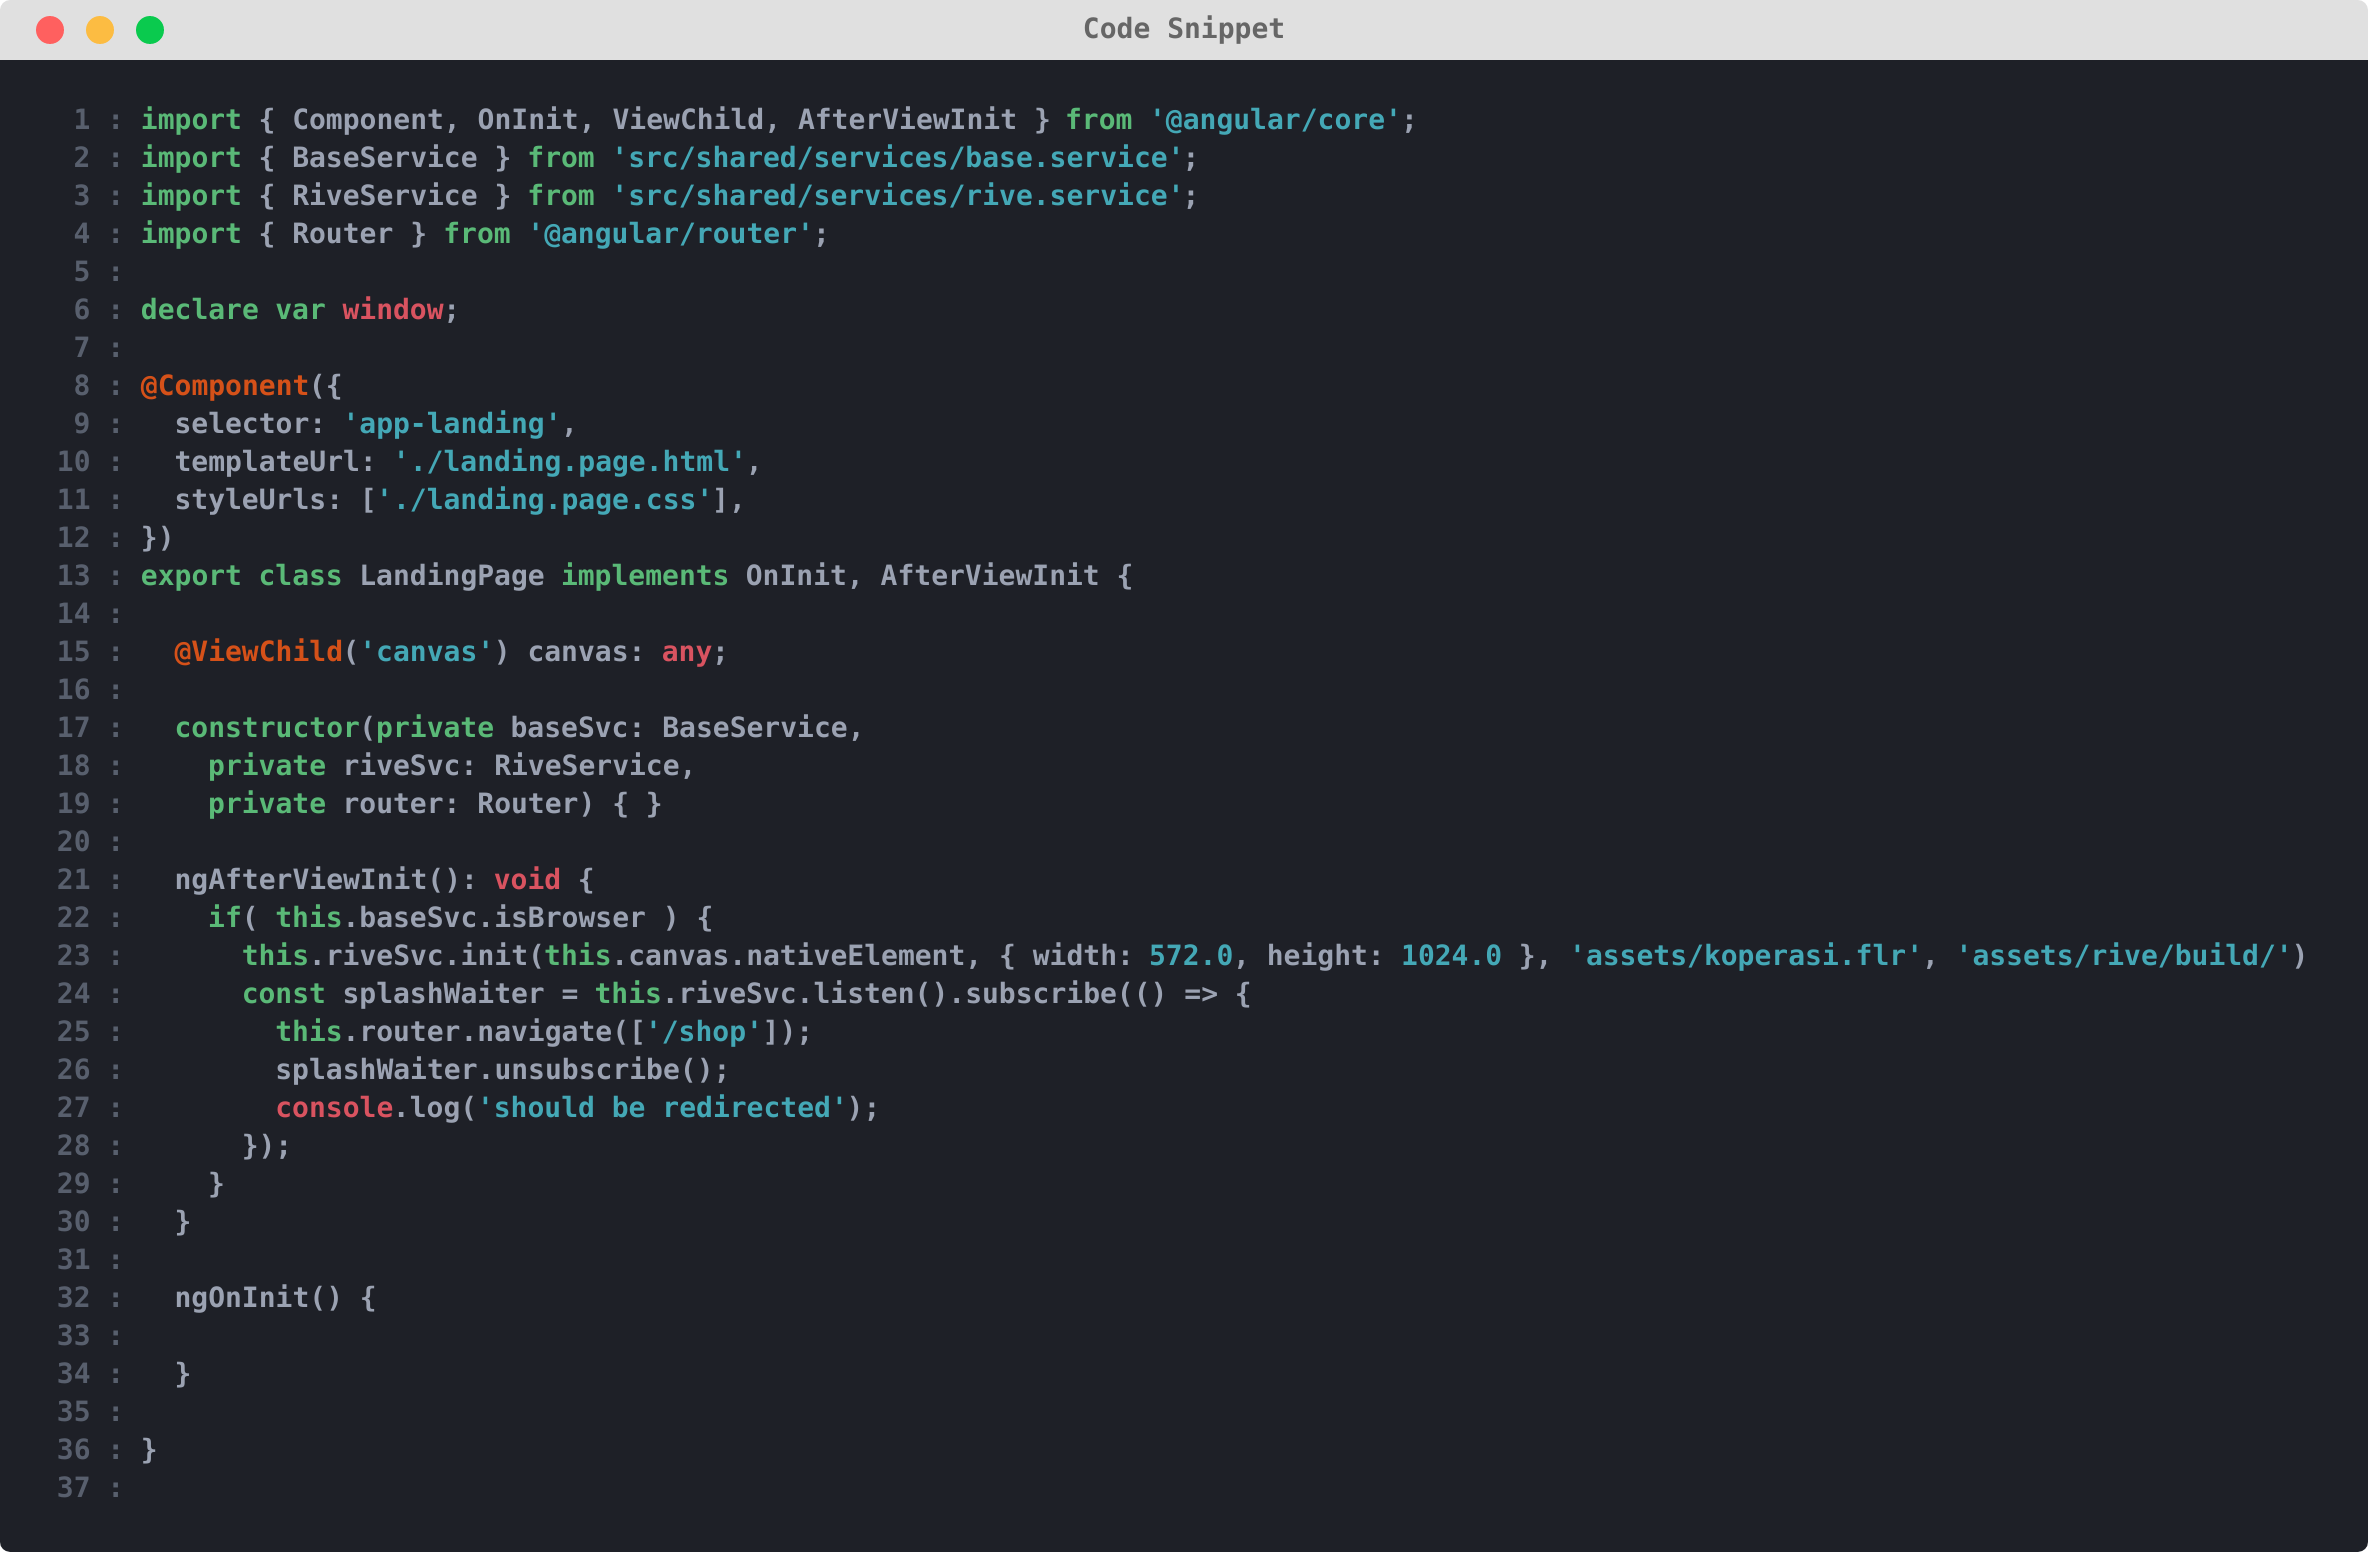 Code Snippet
1 : import { Component, OnInit, ViewChild, AfterViewInit } from '@angular/core';
2 : import { BaseService } from 'src/shared/services/base.service';
3 : import { RiveService } from 'src/shared/services/rive.service';
4 : import { Router } from '@angular/router';
5 :
6 : declare var window;
7 :
8 : @Component({
9 :   selector: 'app-landing',
10 :   templateUrl: './landing.page.html',
11 :   styleUrls: ['./landing.page.css'],
12 : })
13 : export class LandingPage implements OnInit, AfterViewInit {
14 :
15 :   @ViewChild('canvas') canvas: any;
16 :
17 :   constructor(private baseSvc: BaseService,
18 :     private riveSvc: RiveService,
19 :     private router: Router) { }
20 :
21 :   ngAfterViewInit(): void {
22 :     if( this.baseSvc.isBrowser ) {
23 :       this.riveSvc.init(this.canvas.nativeElement, { width: 572.0, height: 1024.0 }, 'assets/koperasi.flr', 'assets/rive/build/')
24 :       const splashWaiter = this.riveSvc.listen().subscribe(() => {
25 :         this.router.navigate(['/shop']);
26 :         splashWaiter.unsubscribe();
27 :         console.log('should be redirected');
28 :       });
29 :     }
30 :   }
31 :
32 :   ngOnInit() {
33 :
34 :   }
35 :
36 : }
37 :